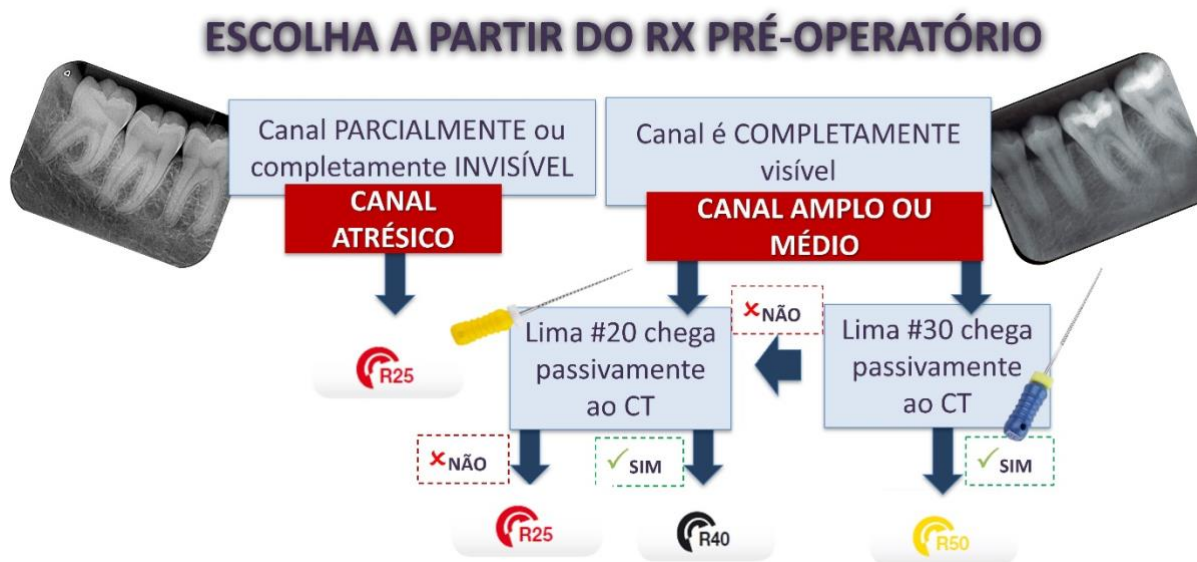 ESCOLHA A PARTIR DO RX PRÉ-OPERATÓRIO
Canal PARCIALMENTE ou
completamente INVISÍVEL
CANAL
ATRÉSICO
R25
Canal é COMPLETAMENTE
visível
CANAL AMPLO OU
MÉDIO
Lima #20 chega
passivamente
ao CT
✘NÃO
Lima #30 chega
passivamente
ao CT
✘NÃO
✓SIM
✓SIM
R25
R40
R50